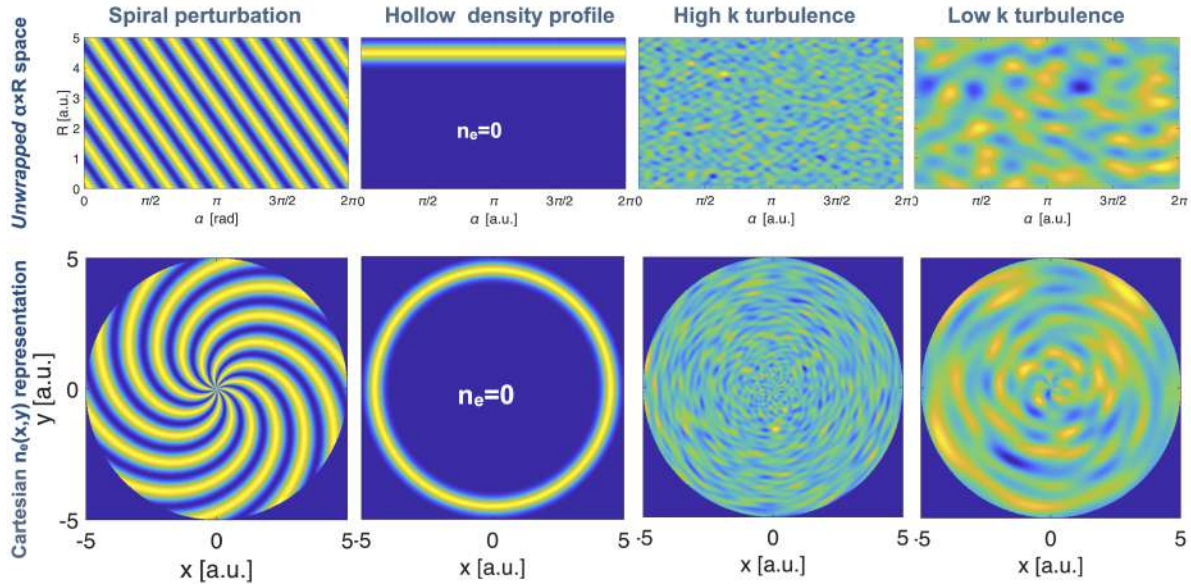 Spiral perturbation
Hollow density profile
High k turbulence
Low k turbulence
Unwrapped α×R space
R [a.u.]
5
4
3
2
1
0
0 π/2 π 3π/2 2π
α [rad]
n_e=0
π/2 π 3π/2 2π
α [a.u.]
π/2 π 3π/2 2π
α [a.u.]
0 π/2 π 3π/2 2π
α [a.u.]
Cartesian n_e(x,y) representation
y [a.u.]
5
0
-5
-5 0 5
x [a.u.]
n_e=0
-5 0 5
x [a.u.]
-5 0 5
x [a.u.]
-5 0 5
x [a.u.]